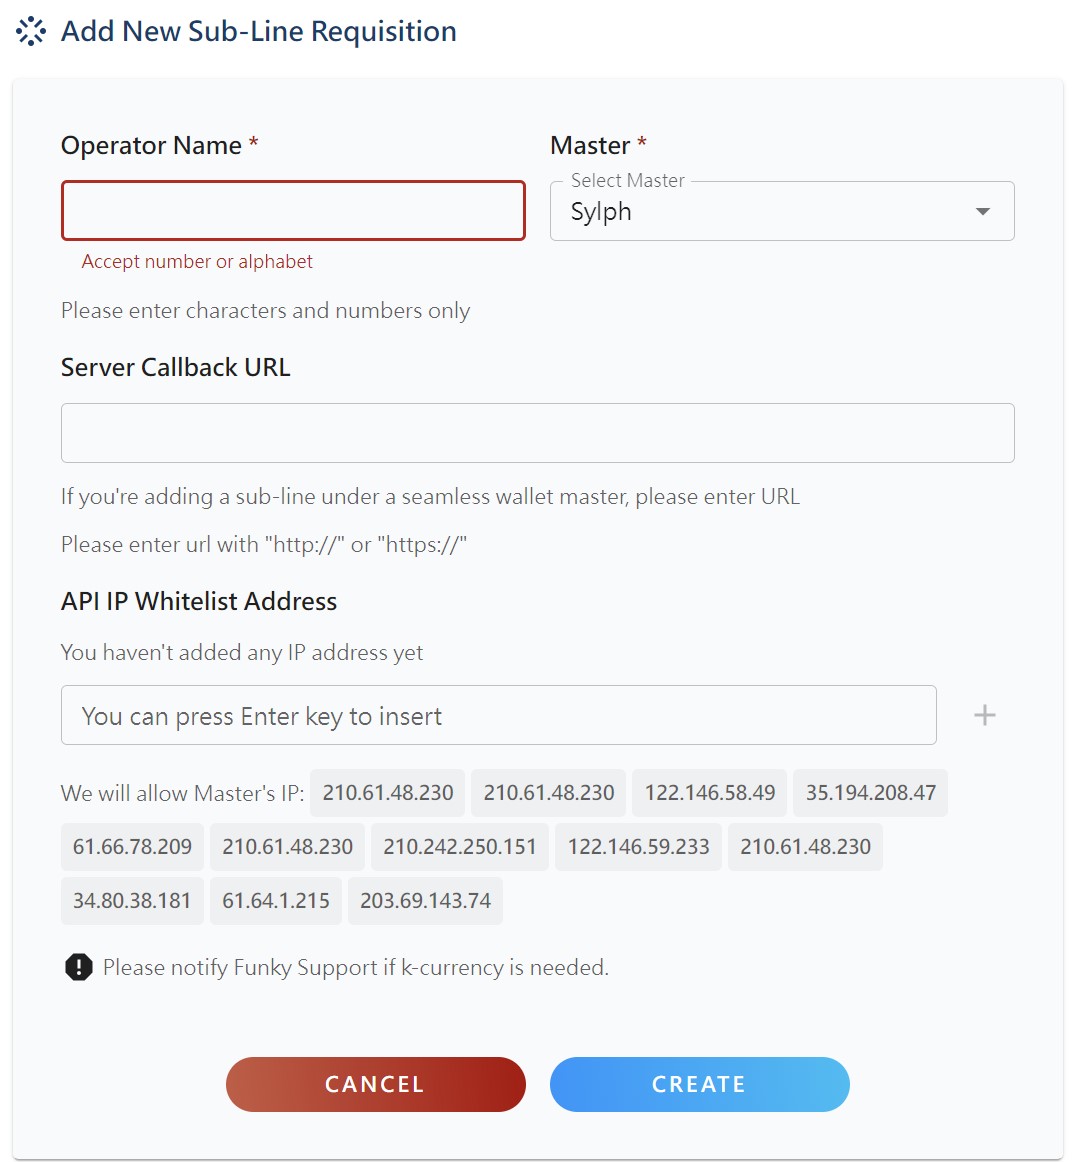 Add New Sub-Line Requisition
Operator Name *
Master *
Select Master
Sylph
Accept number or alphabet
Please enter characters and numbers only
Server Callback URL
If you're adding a sub-line under a seamless wallet master, please enter URL
Please enter url with "http://" or "https://"
API IP Whitelist Address
You haven't added any IP address yet
You can press Enter key to insert
We will allow Master's IP: 210.61.48.230 210.61.48.230 122.146.58.49 35.194.208.47
61.66.78.209 210.61.48.230 210.242.250.151 122.146.59.233 210.61.48.230
34.80.38.181 61.64.1.215 203.69.143.74
Please notify Funky Support if k-currency is needed.
CANCEL
CREATE